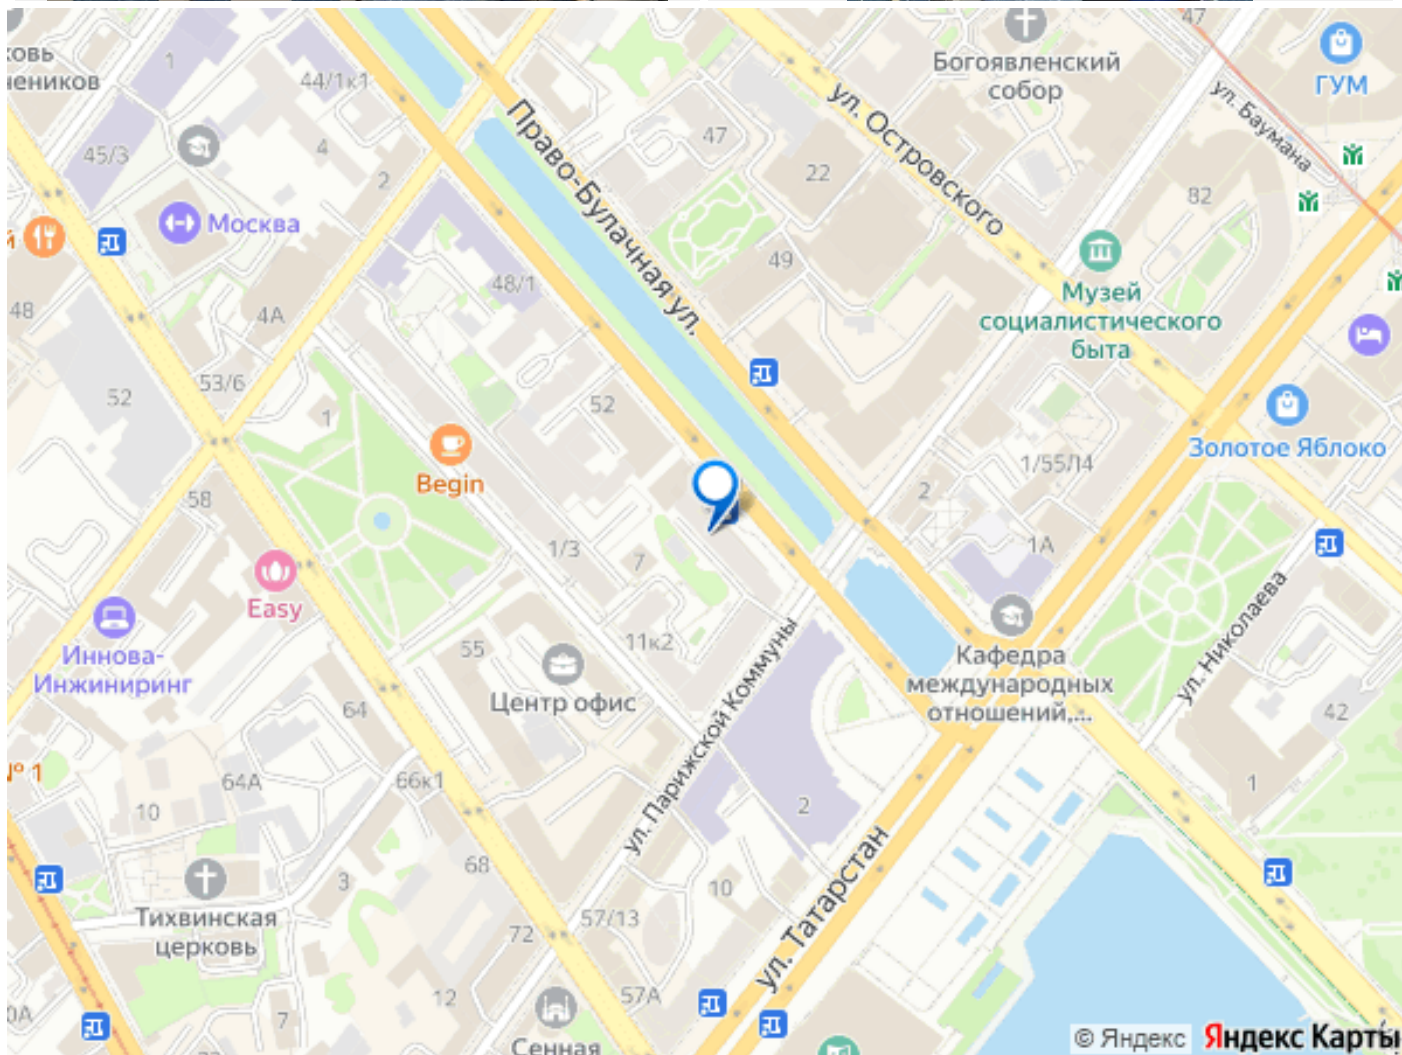 47
ГУМ
Богоявленский
собор
ул. Баумана
ул. Островского
Право-Булачная ул.
1
44/1к1
47
4
45/3
2
22
82
Москва
49
48/1
4А
48
Музей
социалистического
быта
53/6
52
1
52
Золотое Яблоко
1/55/14
Begin
58
2
1/3
7
1А
Easy
ул. Николаева
Иннова-
Инжиниринг
55
11к2
Центр офис
Кафедра
международных
отношений,...
ул. Парижской Коммуны
64
42
№ 1
64А
66к1
10
2
1
68
3
10
ул. Татарстан
Тихвинская
церковь
57/13
72
12
57А
7
Сенная
© Яндекс
Яндекс Карты